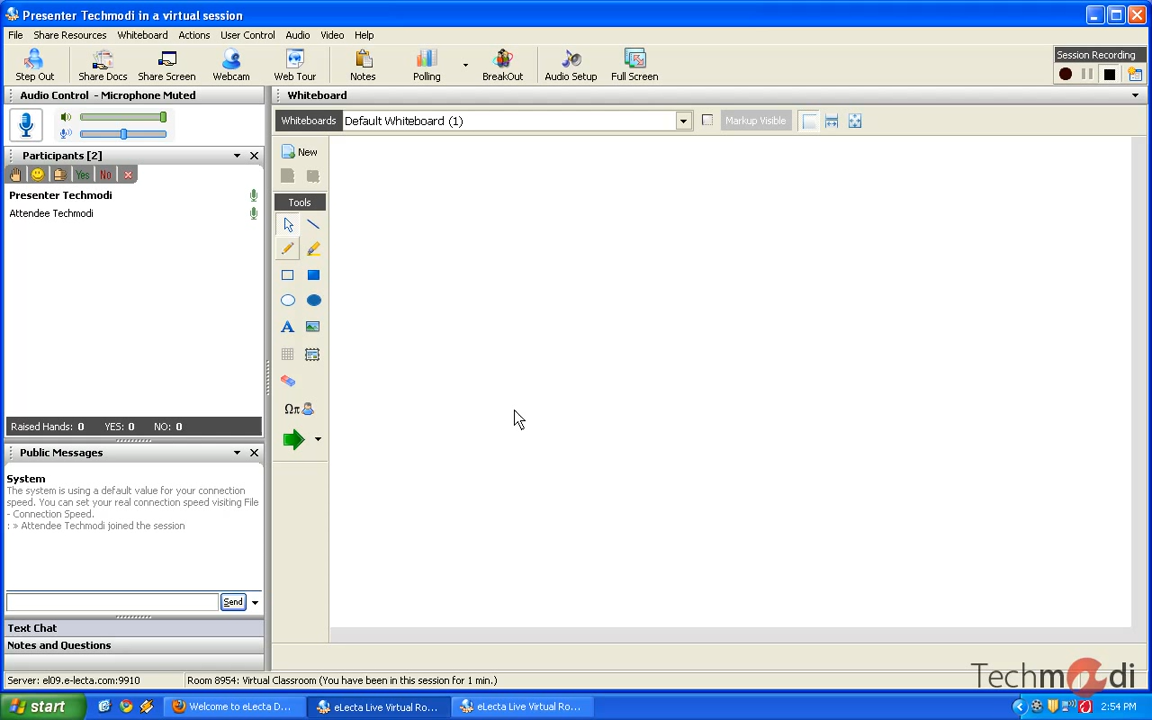 Presenter Techmodi in a virtual session
File Share Resources Whiteboard Actions User Control Audio Video Help
Step Out Share Docs Share Screen Webcam Web Tour Notes Polling BreakOut Audio Setup Full Screen
Session Recording
Audio Control - Microphone Muted
Whiteboard
Whiteboards Default Whiteboard (1) Markup Visible
Participants [2]
New
Yes No
Tools
Presenter Techmodi
Attendee Techmodi
A
Ωπ
Raised Hands: 0 YES: 0 NO: 0
Public Messages
System
The system is using a default value for your connection
speed. You can set your real connection speed visiting File
- Connection Speed.
: » Attendee Techmodi joined the session
Send
Text Chat
Notes and Questions
Server: el09.e-lecta.com:9910 Room 8954: Virtual Classroom (You have been in this session for 1 min.)
Techmodi
start Welcome to eLecta D... eLecta Live Virtual Ro... eLecta Live Virtual Ro... 2:54 PM